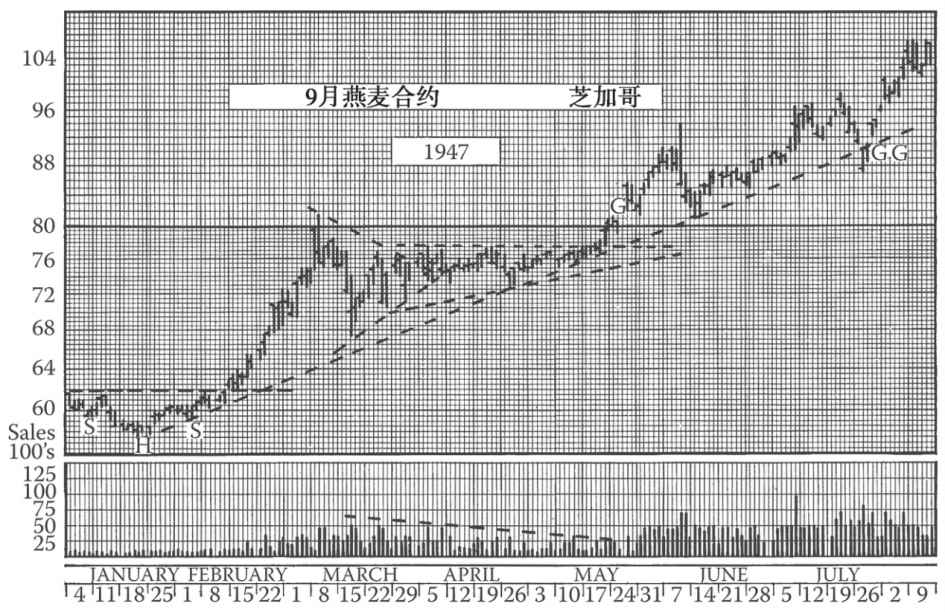 104
9月燕麦合约 芝加哥
96
1947
88
G G
G
80
76
72
68
64
60
S S
Sales
H
100's
125
100
75
50
25
JANUARY FEBRUARY MARCH APRIL MAY JUNE JULY
4 11 18 25 1 8 15 22 1 8 15 22 29 5 12 19 26 3 10 17 24 31 7 14 21 28 5 12 19 26 2 9